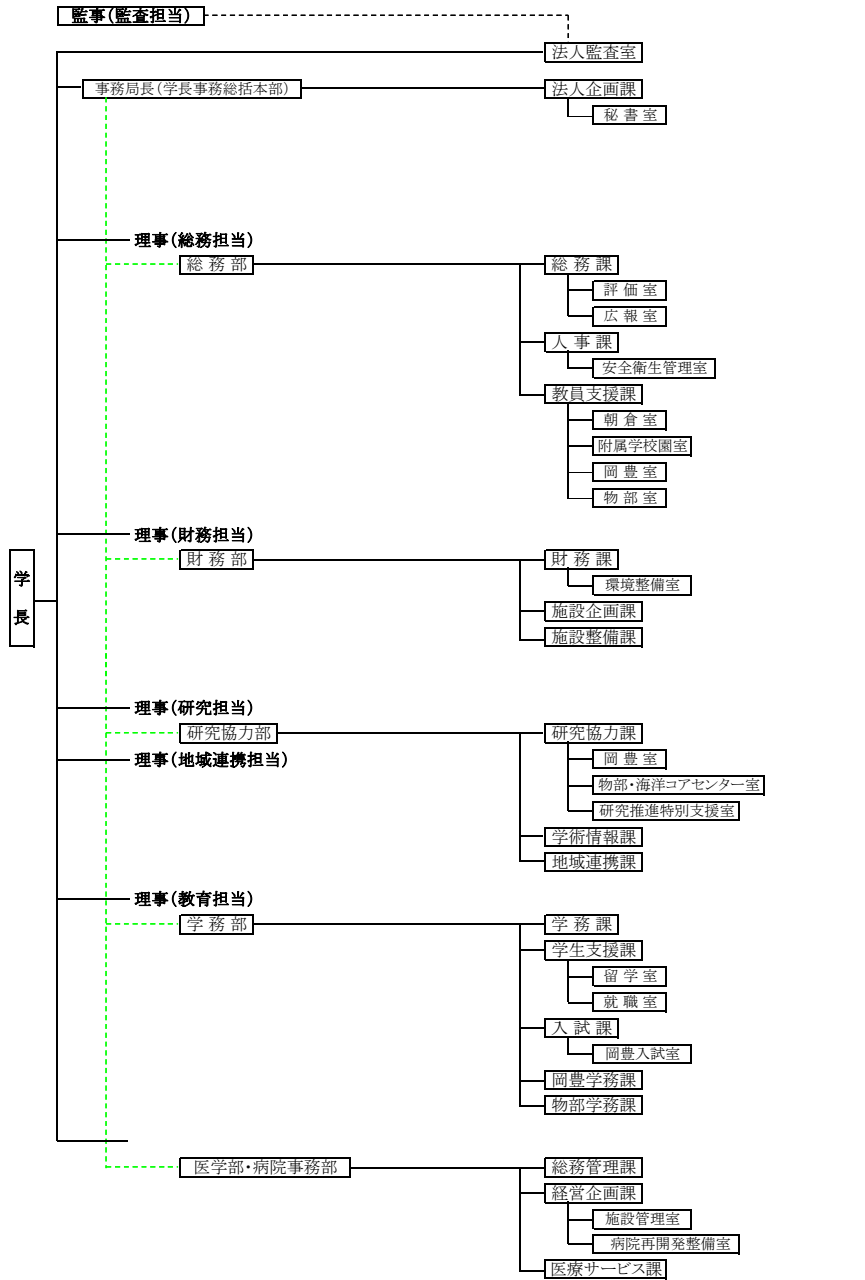 監事(監査担当)
法人監査室
事務局長(学長事務総括本部)
法人企画課
秘 書 室
理事(総務担当)
総 務 部
総 務 課
評 価 室
広 報 室
人 事 課
安全衛生管理室
教員支援課
朝 倉 室
附属学校園室
岡 豊 室
物 部 室
理事(財務担当)
財 務 部
財 務 課
環境整備室
学
長
施設企画課
施設整備課
理事(研究担当)
研究協力部
研究協力課
理事(地域連携担当)
岡 豊 室
物部・海洋コアセンター室
研究推進特別支援室
学術情報課
地域連携課
理事(教育担当)
学 務 部
学 務 課
学生支援課
留 学 室
就 職 室
入 試 課
岡豊入試室
岡豊学務課
物部学務課
医学部・病院事務部
総務管理課
経営企画課
施設管理室
病院再開発整備室
医療サービス課